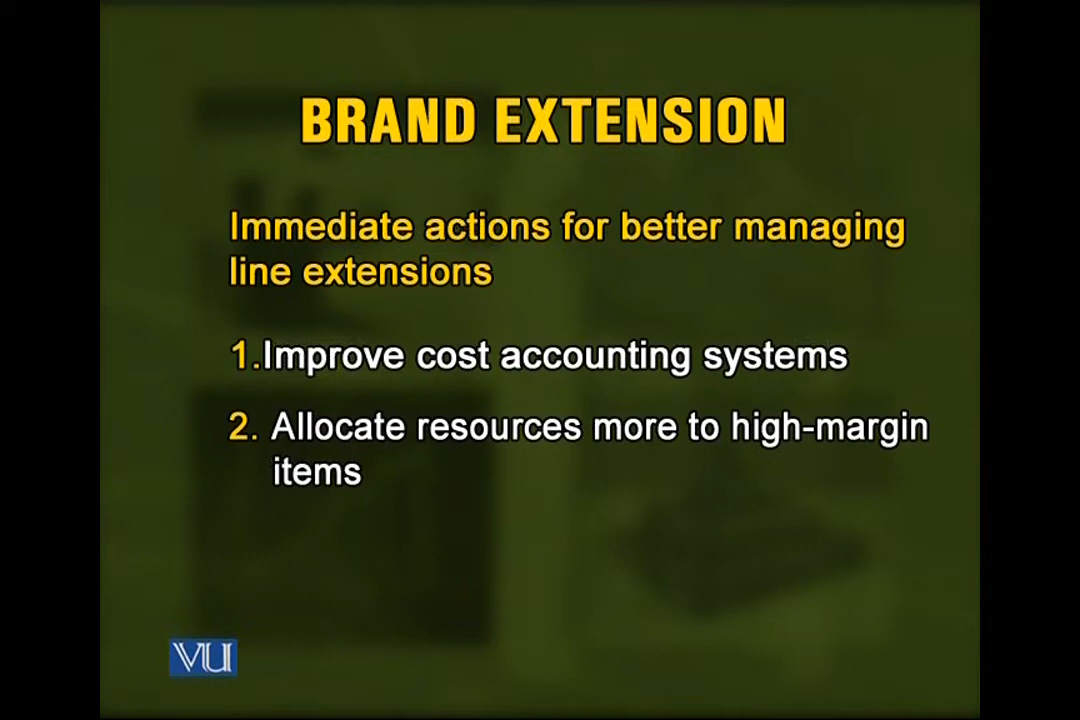 BRAND EXTENSION
Immediate actions for better managing
line extensions
1.Improve cost accounting systems
2. Allocate resources more to high-margin
items
VU